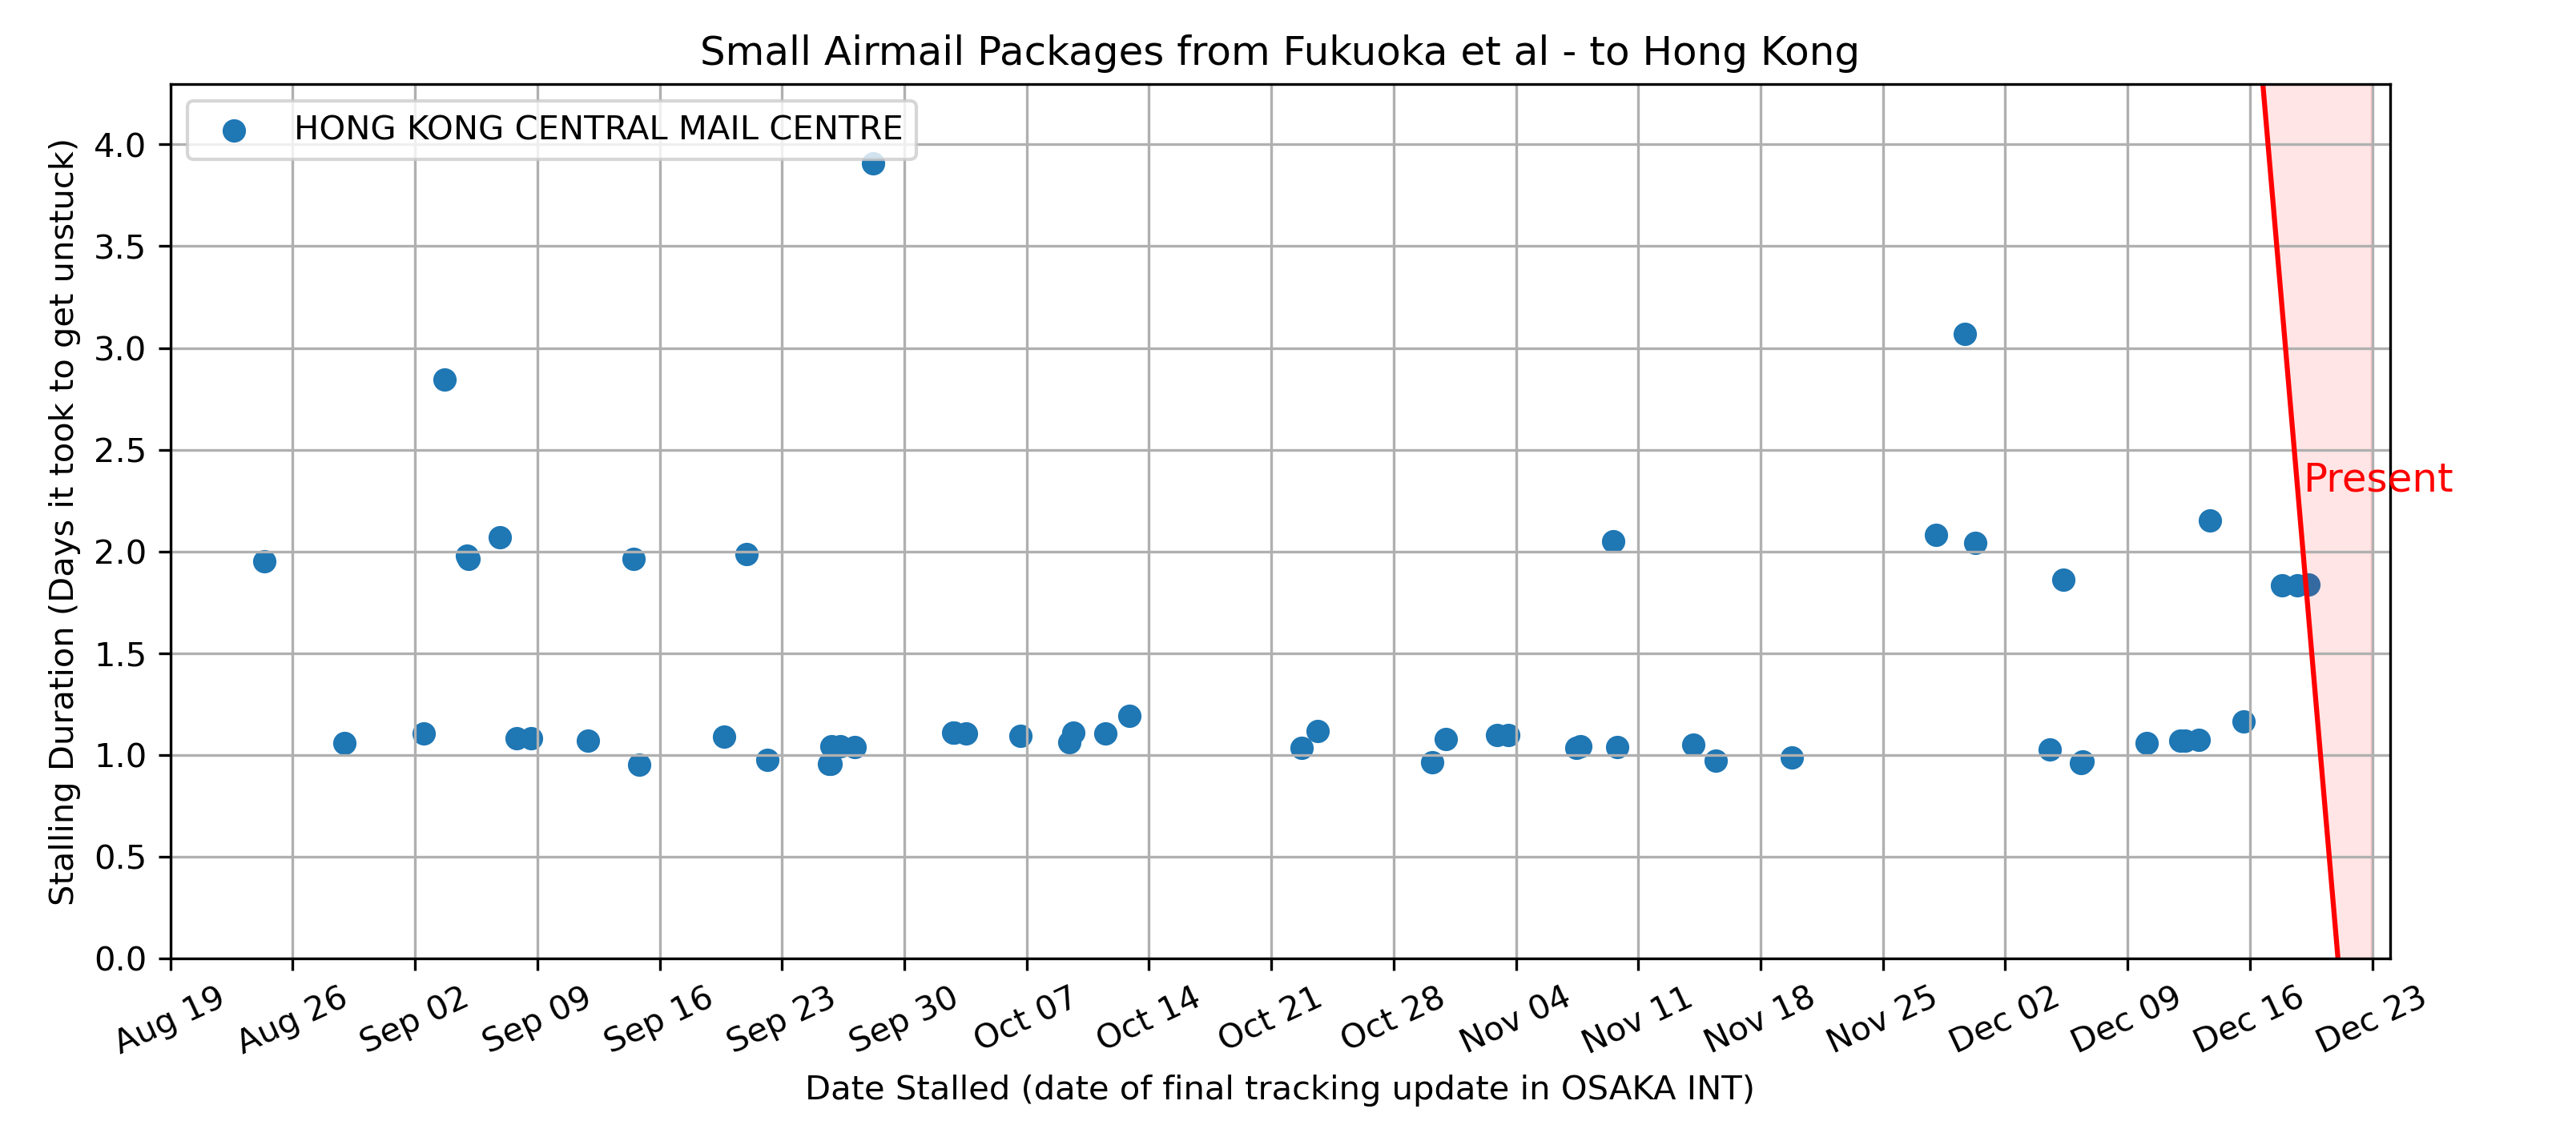 Small Airmail Packages from Fukuoka et al - to Hong Kong
HONG KONG CENTRAL MAIL CENTRE
Stalling Duration (Days it took to get unstuck)
4.0
3.5
3.0
2.5
2.0
1.5
1.0
0.5
0.0
Present
Aug 19
Aug 26
Sep 02
Sep 09
Sep 16
Sep 23
Sep 30
Oct 07
Oct 14
Oct 21
Oct 28
Nov 04
Nov 11
Nov 18
Nov 25
Dec 02
Dec 09
Dec 16
Dec 23
Date Stalled (date of final tracking update in OSAKA INT)